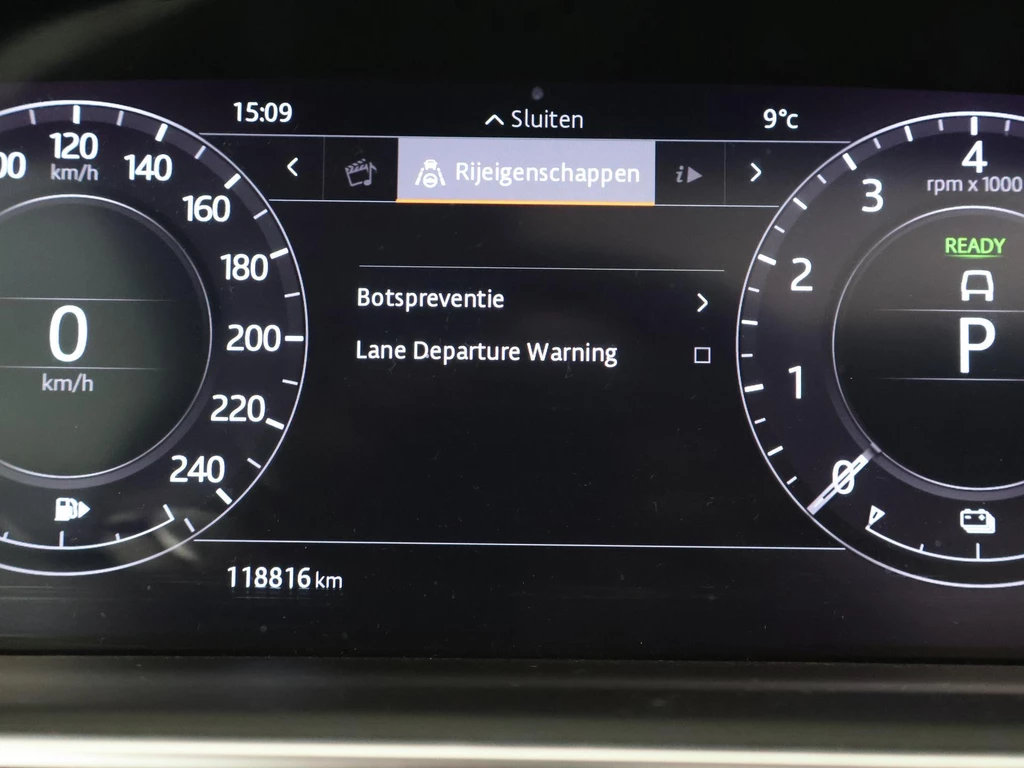 15:09
Sluiten
9°c
Rijeigenschappen
i
Botspreventie
Lane Departure Warning
118816 km
00
120
km/h
140
160
180
200
220
240
0
km/h
4
rpm x 1000
3
2
1
0
READY
P